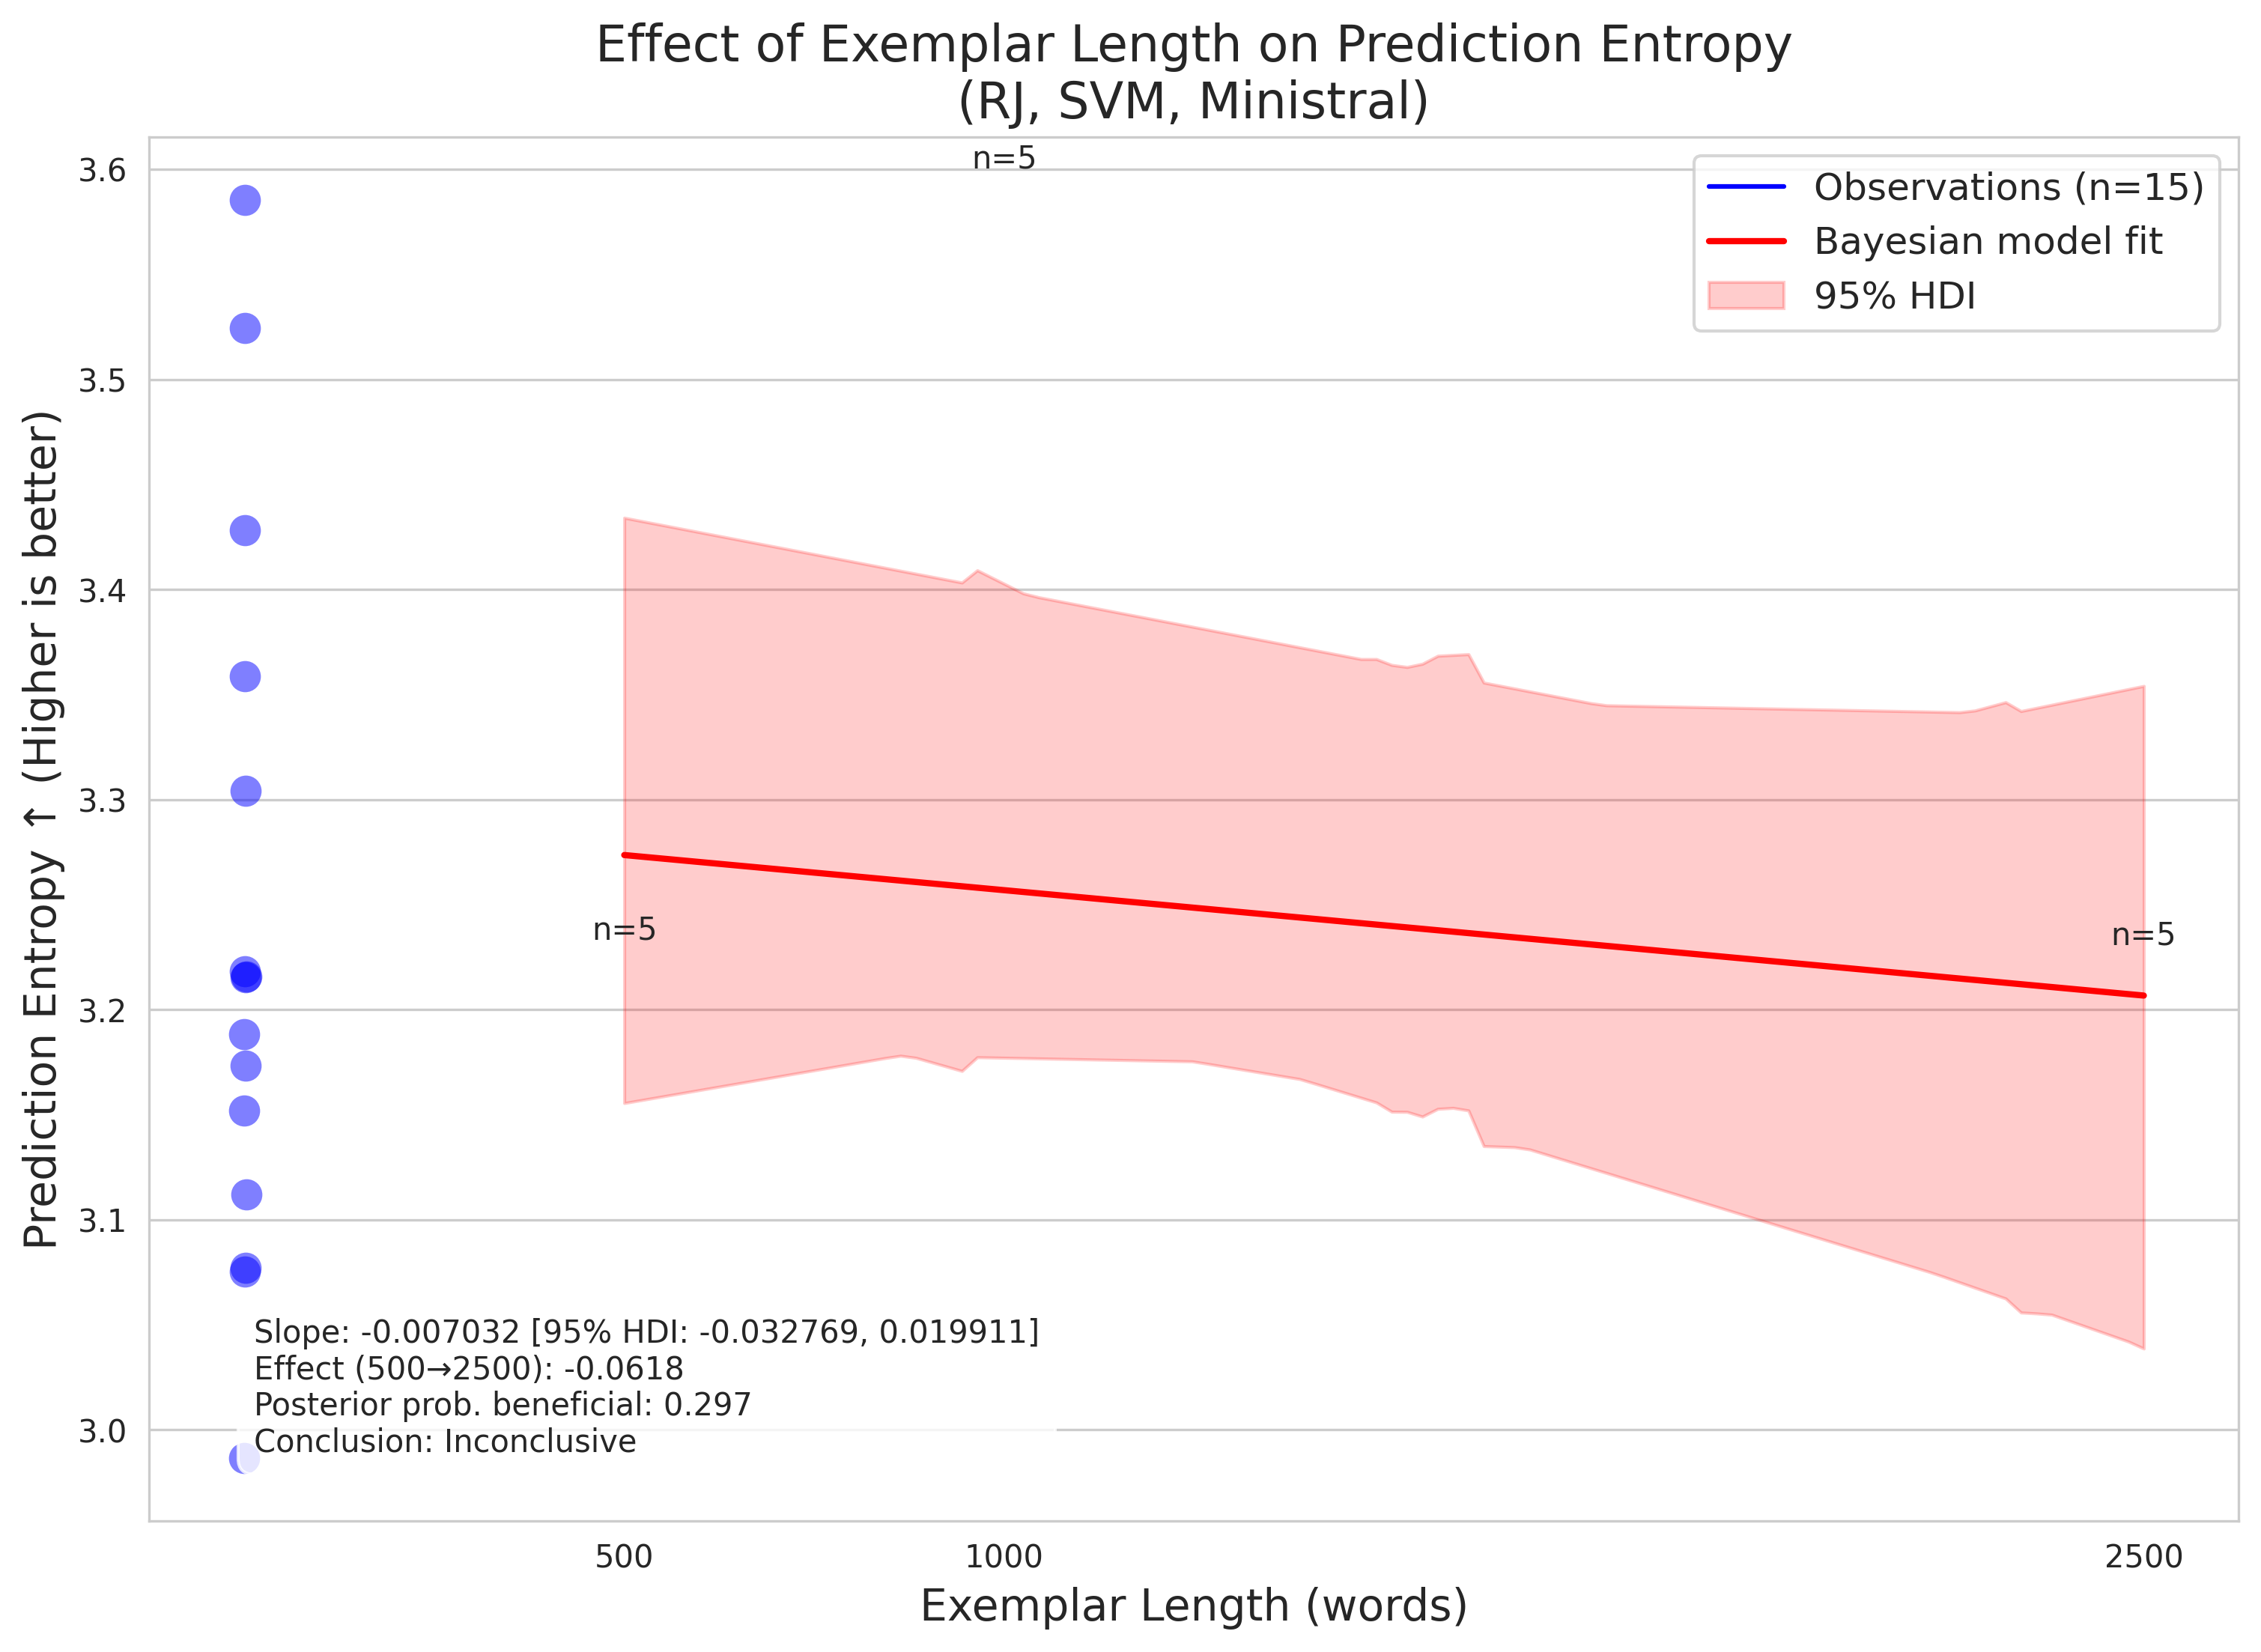 Effect of Exemplar Length on Prediction Entropy
(RJ, SVM, Ministral)
n=5
Observations (n=15)
Bayesian model fit
95% HDI
Prediction Entropy ↑ (Higher is better)
3.6
3.5
3.4
3.3
3.2
3.1
3.0
n=5
n=5
Slope: -0.007032 [95% HDI: -0.032769, 0.019911]
Effect (500→2500): -0.0618
Posterior prob. beneficial: 0.297
Conclusion: Inconclusive
500 1000 2500
Exemplar Length (words)